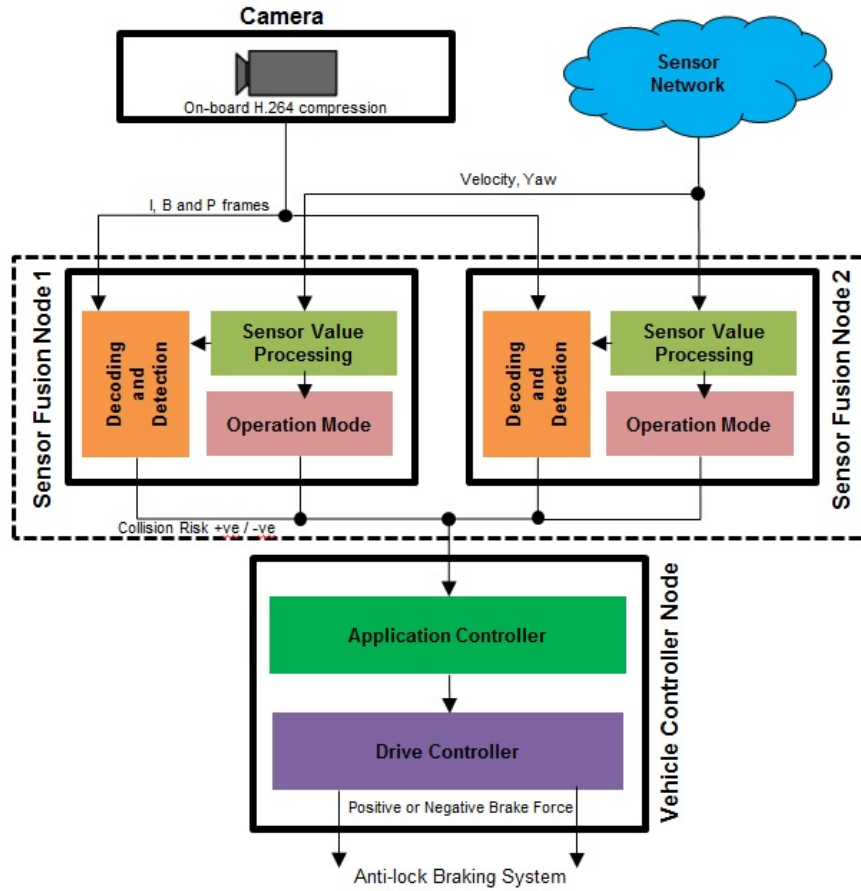 Camera
On-board H.264 compression
Sensor
Network
Velocity, Yaw
I, B and P frames
Sensor Fusion Node 1
Decoding
and
Detection
Sensor Value
Processing
Operation Mode
Decoding
and
Detection
Sensor Value
Processing
Operation Mode
Sensor Fusion Node 2
Collision Risk +ve / -ve
Application Controller
Drive Controller
Vehicle Controller Node
Positive or Negative Brake Force
Anti-lock Braking System